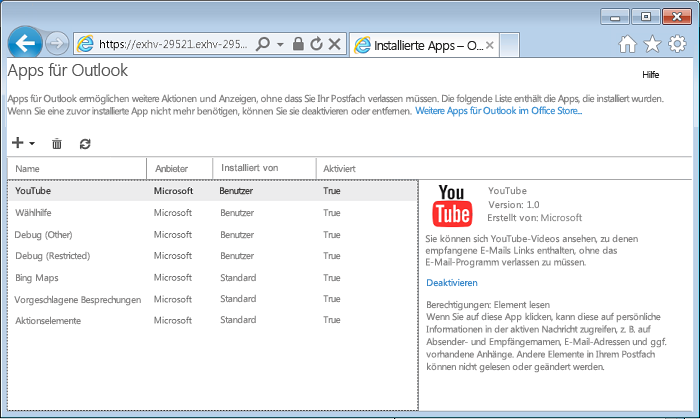 https://exhv-29521.exhv-295...
Installierte Apps – O...
Apps für Outlook
Hilfe
Apps für Outlook ermöglichen weitere Aktionen und Anzeigen, ohne dass Sie Ihr Postfach verlassen müssen. Die folgende Liste enthält die Apps, die installiert wurden.
Wenn Sie eine zuvor installierte App nicht mehr benötigen, können Sie sie deaktivieren oder entfernen. Weitere Apps für Outlook im Office Store...
Name Anbieter Installiert von Aktiviert
YouTube Microsoft Benutzer True
Wählhilfe Microsoft Benutzer True
Debug (Other) Microsoft Benutzer True
Debug (Restricted) Microsoft Benutzer True
Bing Maps Microsoft Standard True
Vorgeschlagene Besprechungen Microsoft Standard True
Aktionselemente Microsoft Standard True
You
Tube
YouTube
Version: 1.0
Erstellt von: Microsoft
Sie können sich YouTube-Videos ansehen, zu denen
empfangene E-Mails Links enthalten, ohne das
E-Mail-Programm verlassen zu müssen.
Deaktivieren
Berechtigungen: Element lesen
Wenn Sie auf diese App klicken, kann diese auf persönliche
Informationen in der aktiven Nachricht zugreifen, z. B. auf
Absender- und Empfängernamen, E-Mail-Adressen und ggf.
vorhandene Anhänge. Andere Elemente in Ihrem Postfach
können nicht gelesen oder geändert werden.